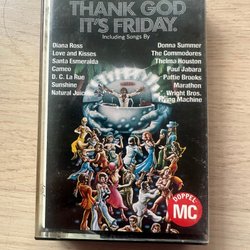 THANK GOD
IT'S FRIDAY.
Including Songs By
Diana Ross
Love and Kisses
Santa Esmeralda
Cameo
D. C. La Rue
Sunshine
Natural Juices
Donna Summer
The Commodores
Thelma Houston
Paul Jabara
Pattie Brooks
Marathon
Wright Bros.
Flying Machine
DOPPEL
MC